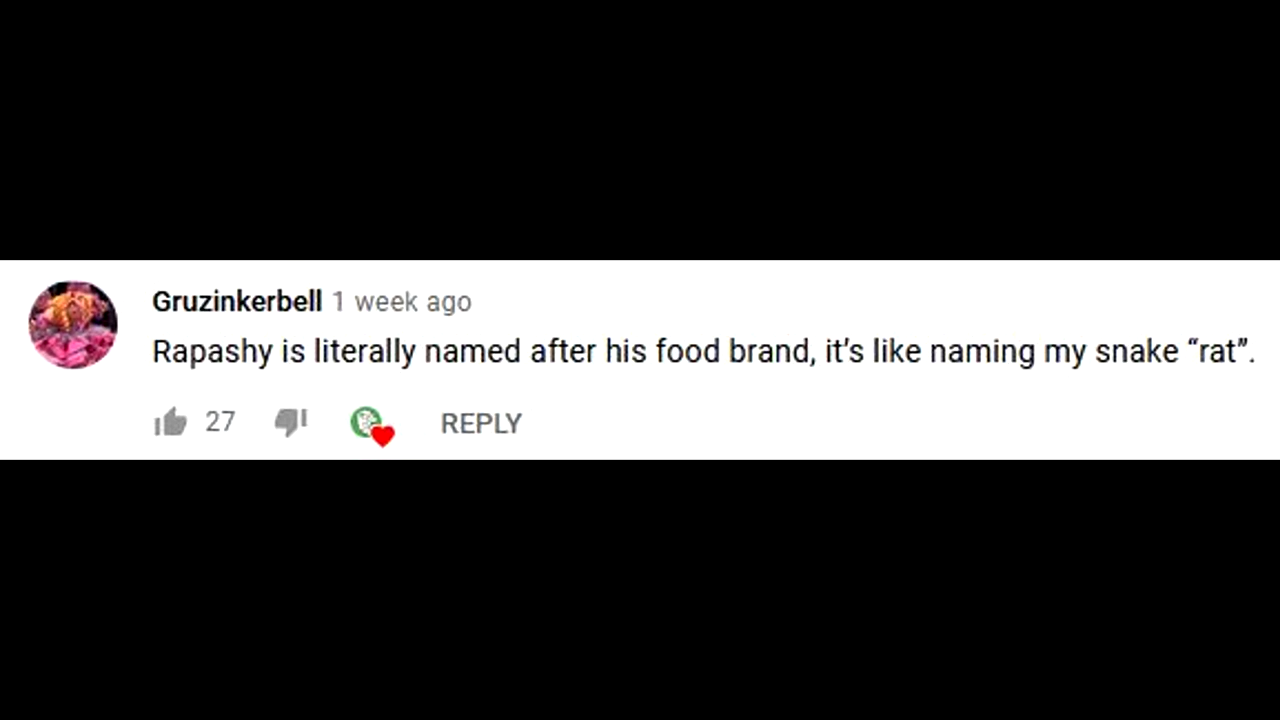 Gruzinkerbell 1 week ago
Rapashy is literally named after his food brand, it’s like naming my snake “rat”.
27 REPLY